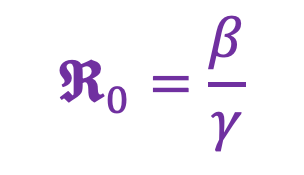 ℜ₀ = β/γ